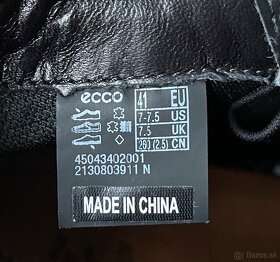 ecco
41 EU
7-7.5 US
7.5 UK
260 (2.5) CN
45043402001
2130803911 N
MADE IN CHINA
bazar.sk